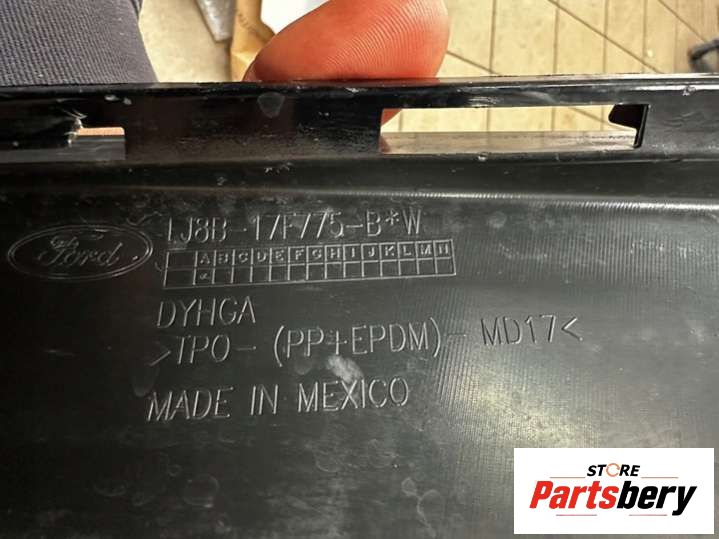 LJ8B-17F775-B*W
Ford
A B C D E F G H I J K L M N
&
DYHGA
>TPO-(PP+EPDM)-MD17<
MADE IN MEXICO
STORE
Partsbery